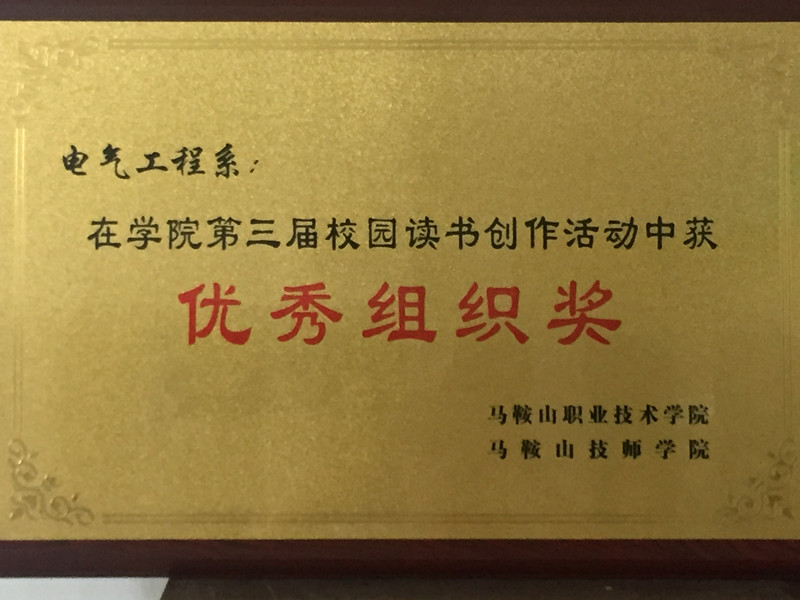 电气工程系：
在学院第三届校园读书创作活动中获
优秀组织奖
马鞍山职业技术学院
马鞍山技师学院